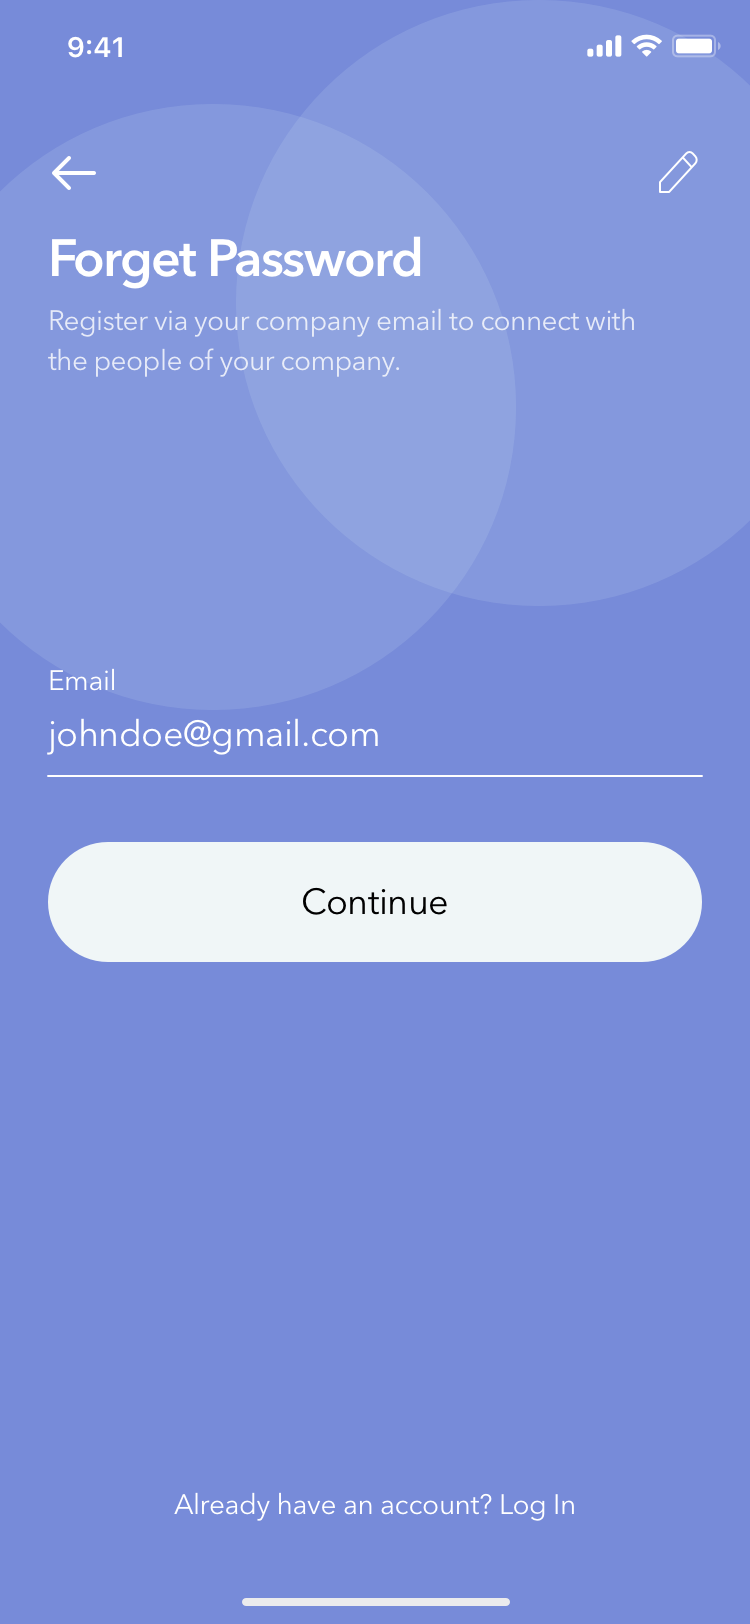 9:41
Forget Password
Register via your company email to connect with
the people of your company.
Email
johndoe@gmail.com
Continue
Already have an account? Log In